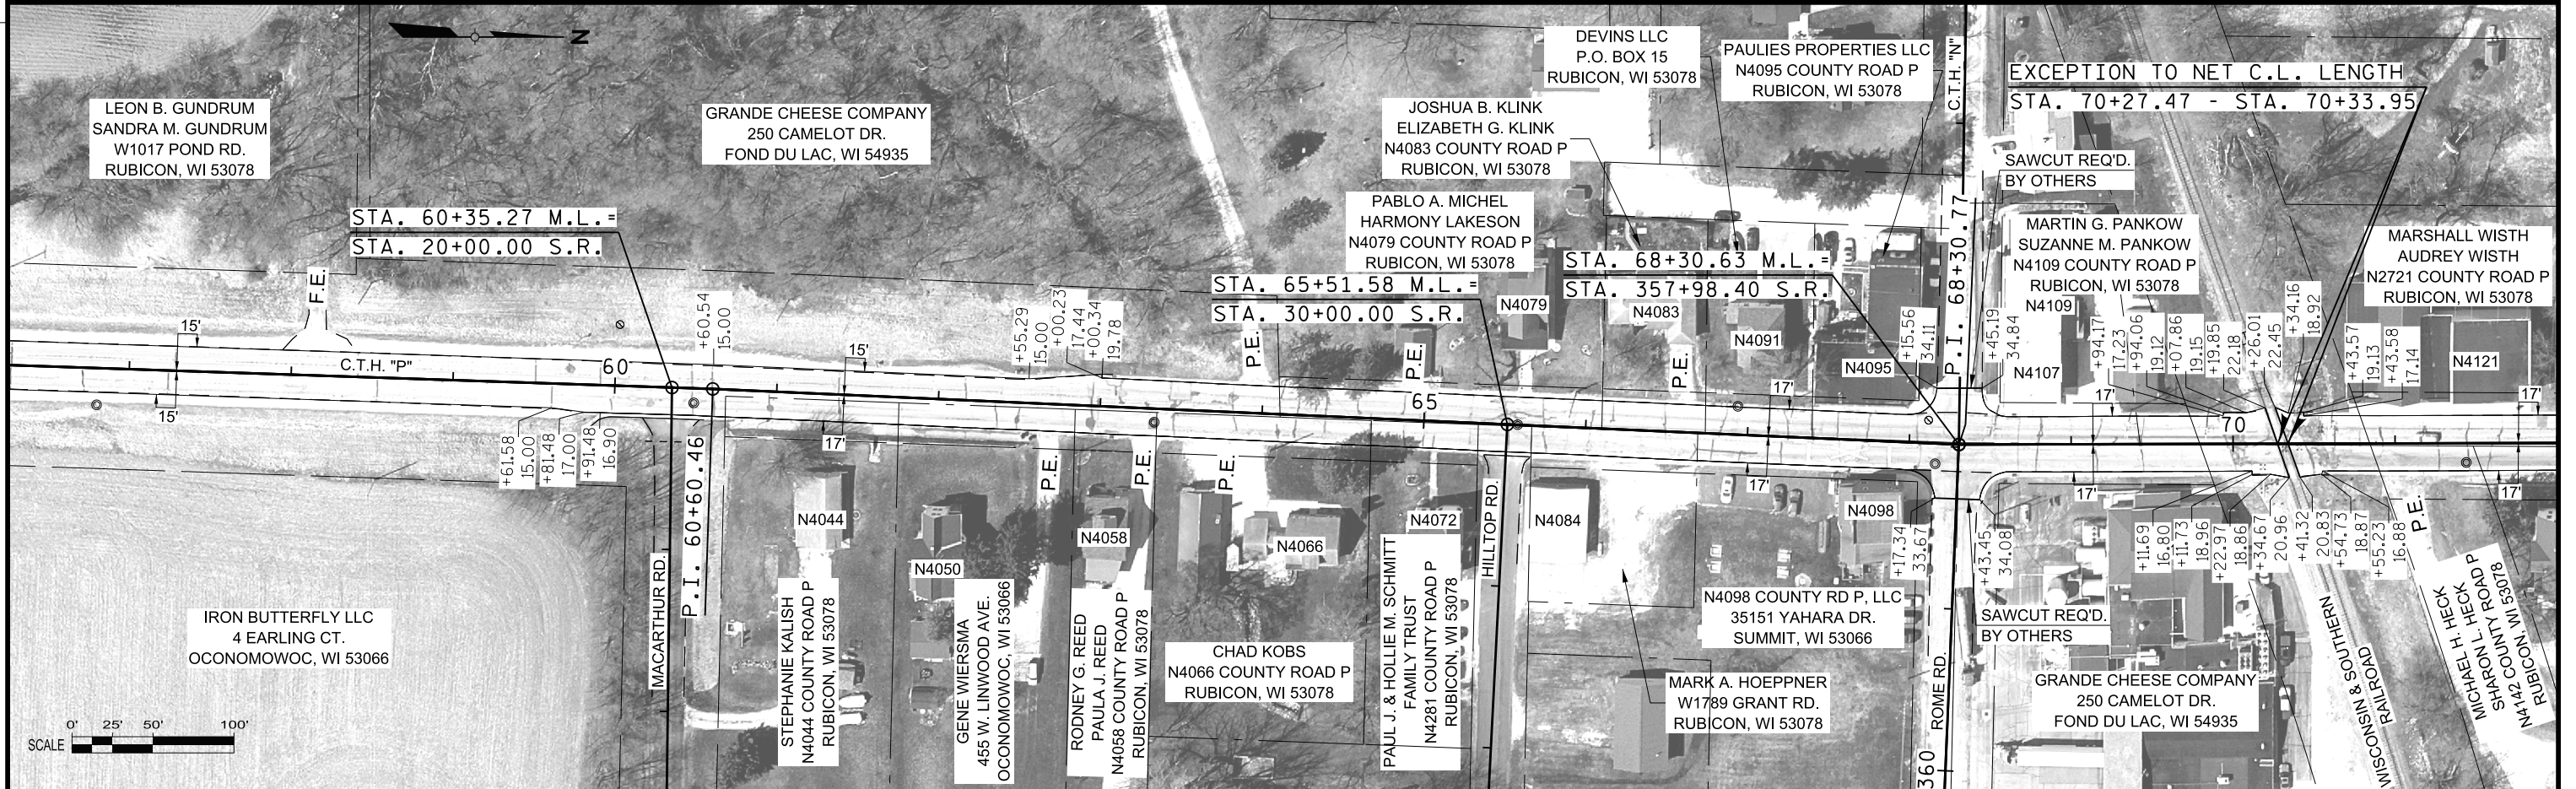 N
LEON B. GUNDRUM
SANDRA M. GUNDRUM
W1017 POND RD.
RUBICON, WI 53078
GRANDE CHEESE COMPANY
250 CAMELOT DR.
FOND DU LAC, WI 54935
DEVINS LLC
P.O. BOX 15
RUBICON, WI 53078
PAULIES PROPERTIES LLC
N4095 COUNTY ROAD P
RUBICON, WI 53078
C.T.H. "N"
EXCEPTION TO NET C.L. LENGTH
STA. 70+27.47 - STA. 70+33.95
JOSHUA B. KLINK
ELIZABETH G. KLINK
N4083 COUNTY ROAD P
RUBICON, WI 53078
SAWCUT REQ'D.
BY OTHERS
PABLO A. MICHEL
HARMONY LAKESON
N4079 COUNTY ROAD P
RUBICON, WI 53078
MARTIN G. PANKOW
SUZANNE M. PANKOW
N4109 COUNTY ROAD P
RUBICON, WI 53078
MARSHALL WISTH
AUDREY WISTH
N2721 COUNTY ROAD P
RUBICON, WI 53078
STA. 60+35.27 M.L.=
STA. 20+00.00 S.R.
STA. 65+51.58 M.L.=
STA. 30+00.00 S.R.
STA. 68+30.63 M.L.=
STA. 357+98.40 S.R.
P.I. 68+30.77
F.E.
15'
C.T.H. "P"
15'
60
+60.54
15.00
15'
+55.29
15.00
+00.23
17.44
+00.34
19.78
P.E.
P.E.
N4079
N4083
P.E.
N4091
N4095
+15.56
34.11
+45.19
34.84
N4109
N4107
+94.17
17.23
+94.06
19.12
+07.86
19.15
+19.85
22.18
+26.01
22.45
+34.16
18.92
+43.57
19.13
+43.58
17.14
N4121
65
17'
17'
70
17'
+61.58
15.00
+81.48
17.00
+91.48
16.90
17'
17'
17'
17'
MACARTHUR RD.
P.I. 60+60.46
N4044
STEPHANIE KALISH
N4044 COUNTY ROAD P
RUBICON, WI 53078
N4050
GENE WIERSMA
455 W. LINWOOD AVE.
OCONOMOWOC, WI 53066
P.E.
N4058
RODNEY G. REED
PAULA J. REED
N4058 COUNTY ROAD P
RUBICON, WI 53078
P.E.
P.E.
N4066
CHAD KOBS
N4066 COUNTY ROAD P
RUBICON, WI 53078
N4072
PAUL J. & HOLLIE M. SCHMITT
FAMILY TRUST
N4281 COUNTY ROAD P
RUBICON, WI 53078
HILLTOP RD.
N4084
N4098
N4098 COUNTY RD P, LLC
35151 YAHARA DR.
SUMMIT, WI 53066
MARK A. HOEPPNER
W1789 GRANT RD.
RUBICON, WI 53078
+17.34
33.67
+43.45
34.08
ROME RD.
360
SAWCUT REQ'D.
BY OTHERS
GRANDE CHEESE COMPANY
250 CAMELOT DR.
FOND DU LAC, WI 54935
+11.69
16.80
+11.73
18.96
+22.97
18.86
+34.67
20.96
+41.32
20.83
+54.73
18.87
+55.23
16.88
P.E.
WISCONSIN & SOUTHERN
RAILROAD
MICHAEL H. HECK
SHARON L. HECK
N4142 COUNTY ROAD P
RUBICON, WI 53078
IRON BUTTERFLY LLC
4 EARLING CT.
OCONOMOWOC, WI 53066
SCALE
0' 25' 50' 100'